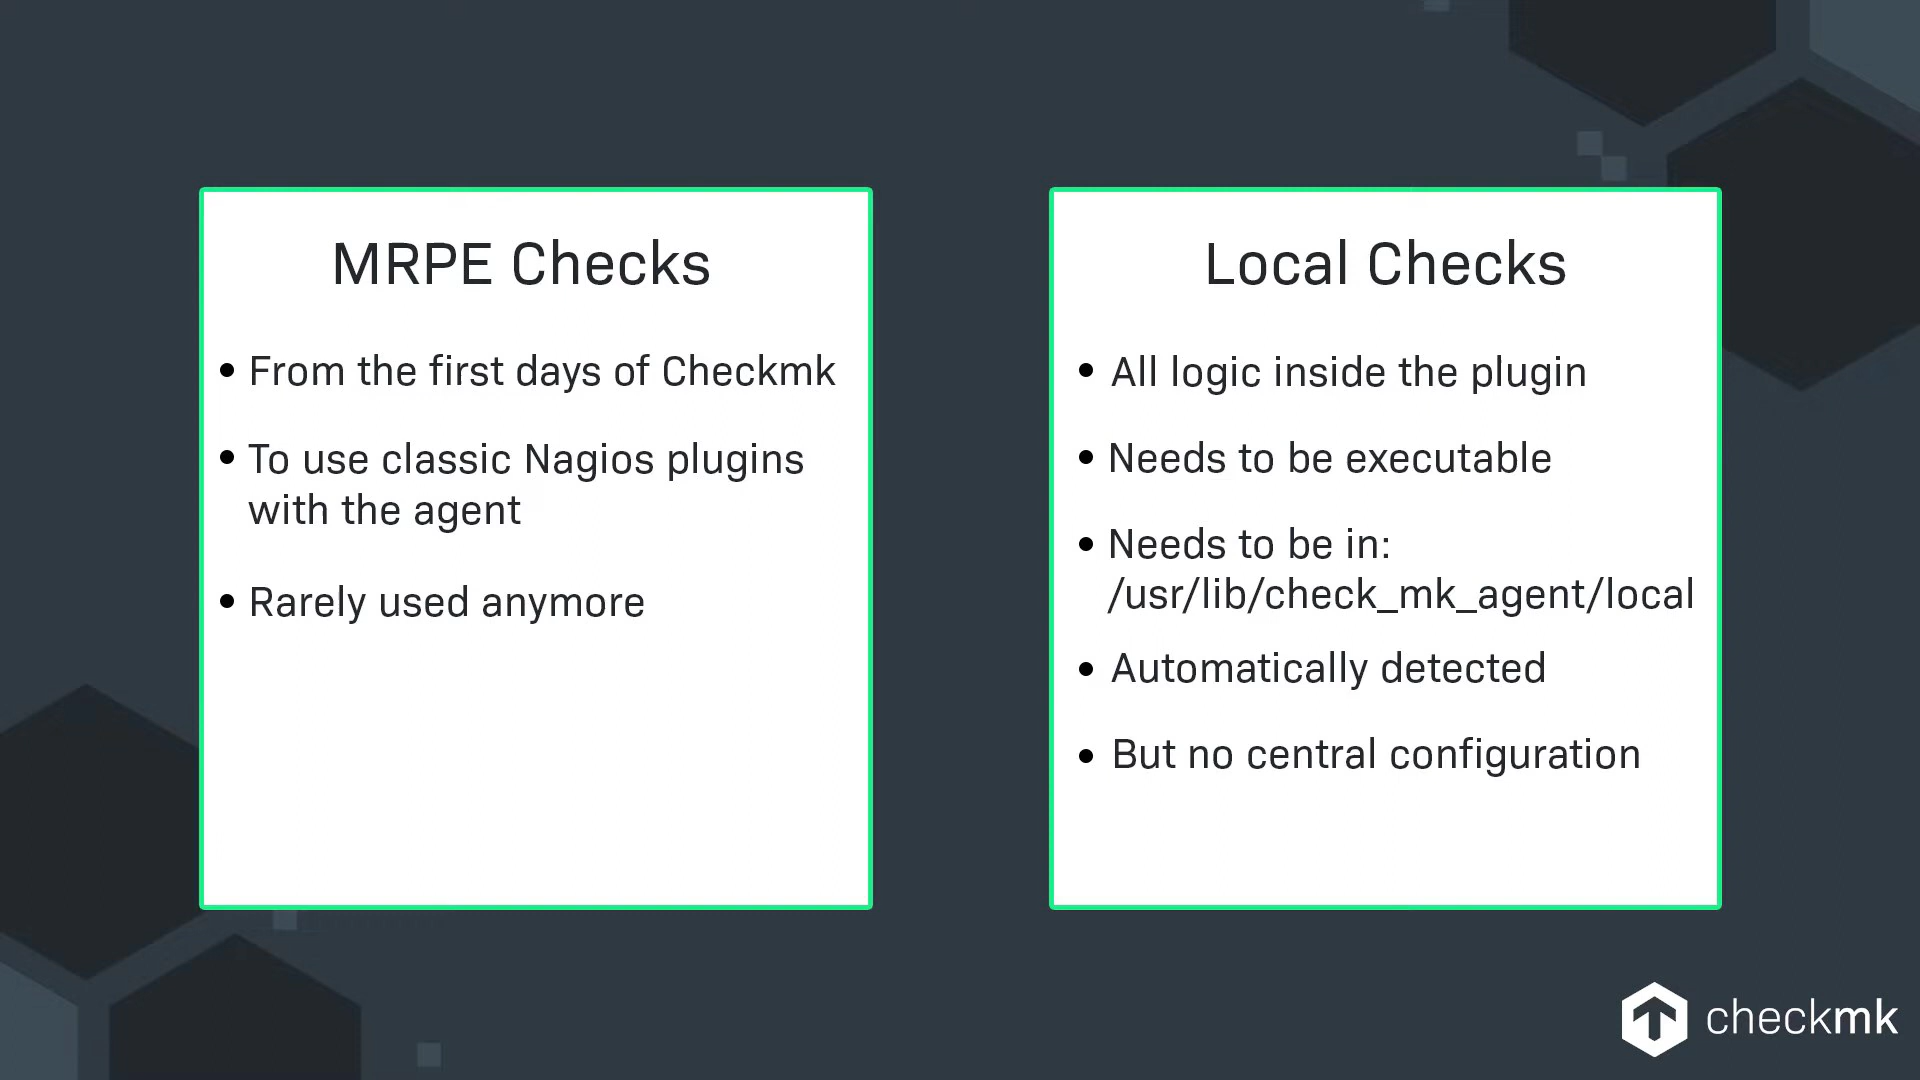 MRPE Checks
• From the first days of Checkmk
• To use classic Nagios plugins
with the agent
• Rarely used anymore
Local Checks
• All logic inside the plugin
• Needs to be executable
• Needs to be in:
/usr/lib/check_mk_agent/local
• Automatically detected
• But no central configuration
checkmk